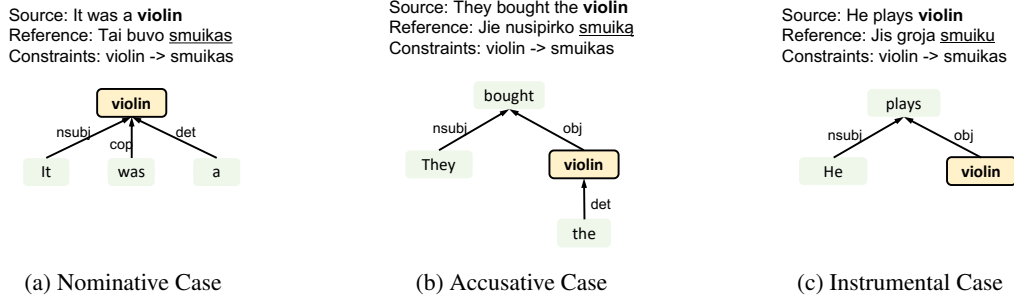 Source: It was a violin
Reference: Tai buvo smuikas
Constraints: violin -> smuikas
violin
nsubj
cop
det
It
was
a
(a) Nominative Case
Source: They bought the violin
Reference: Jie nusipirko smuiką
Constraints: violin -> smuikas
bought
nsubj
obj
They
violin
det
the
(b) Accusative Case
Source: He plays violin
Reference: Jis groja smuiku
Constraints: violin -> smuikas
plays
nsubj
obj
He
violin
(c) Instrumental Case